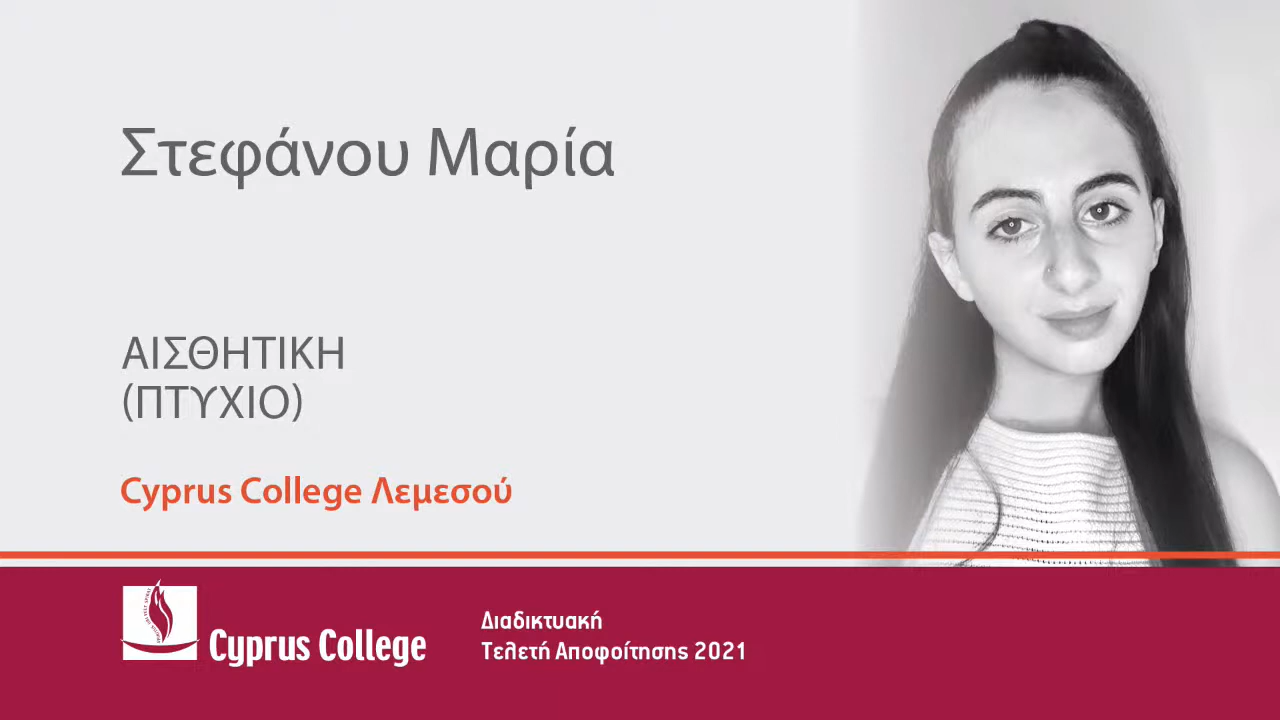 Στεφάνου Μαρία
ΑΙΣΘΗΤΙΚΗ
(ΠΤΥΧΙΟ)
Cyprus College Λεμεσού
Cyprus College
Διαδικτυακή
Τελετή Αποφοίτησης 2021